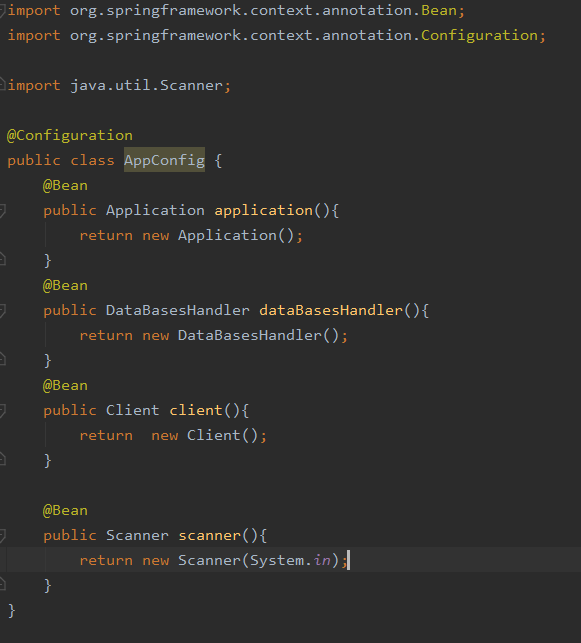 import org.springframework.context.annotation.Bean;
import org.springframework.context.annotation.Configuration;
import java.util.Scanner;
@Configuration
public class AppConfig {
@Bean
public Application application(){
return new Application();
}
@Bean
public DataBasesHandler dataBasesHandler(){
return new DataBasesHandler();
}
@Bean
public Client client(){
return  new Client();
}
@Bean
public Scanner scanner(){
return new Scanner(System.in);
}
}